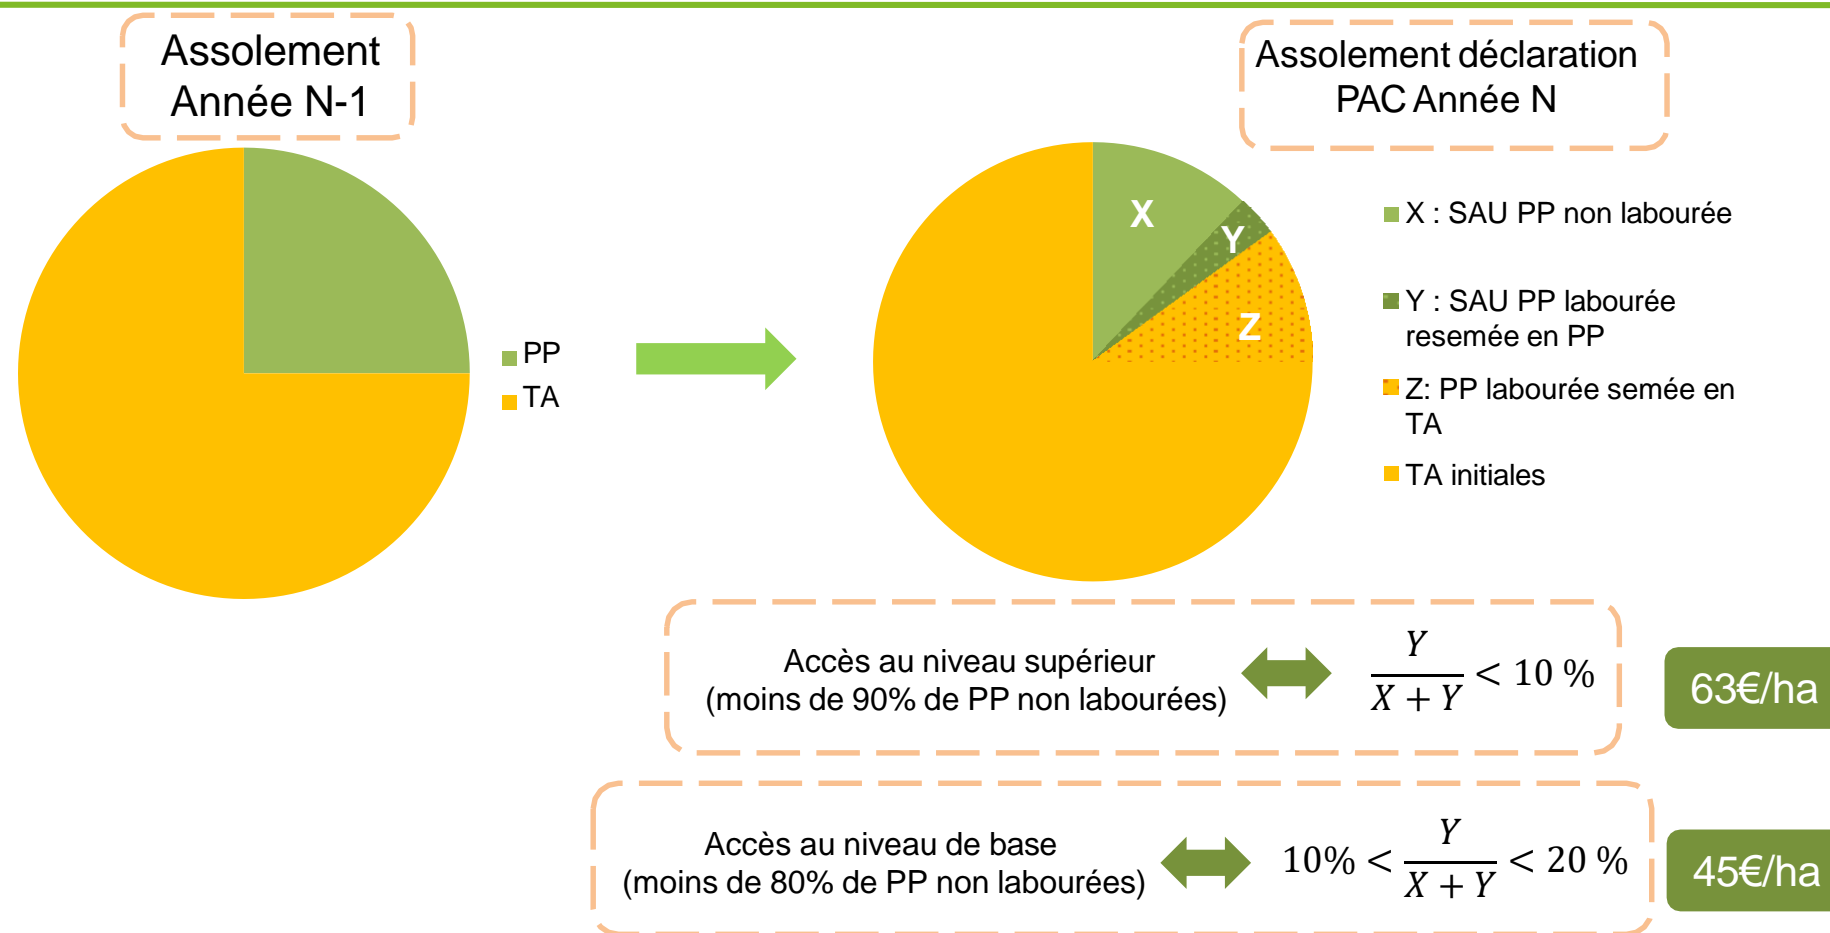 Assolement
Année N-1
Assolement déclaration
PAC Année N
PP
TA
X
Y
Z
X : SAU PP non labourée
Y : SAU PP labourée
resemée en PP
Z: PP labourée semée en
TA
TA initiales
Accès au niveau supérieur
(moins de 90% de PP non labourées)
Y
X + Y
< 10 %
63€/ha
Accès au niveau de base
(moins de 80% de PP non labourées)
10% <
Y
X + Y
< 20 %
45€/ha